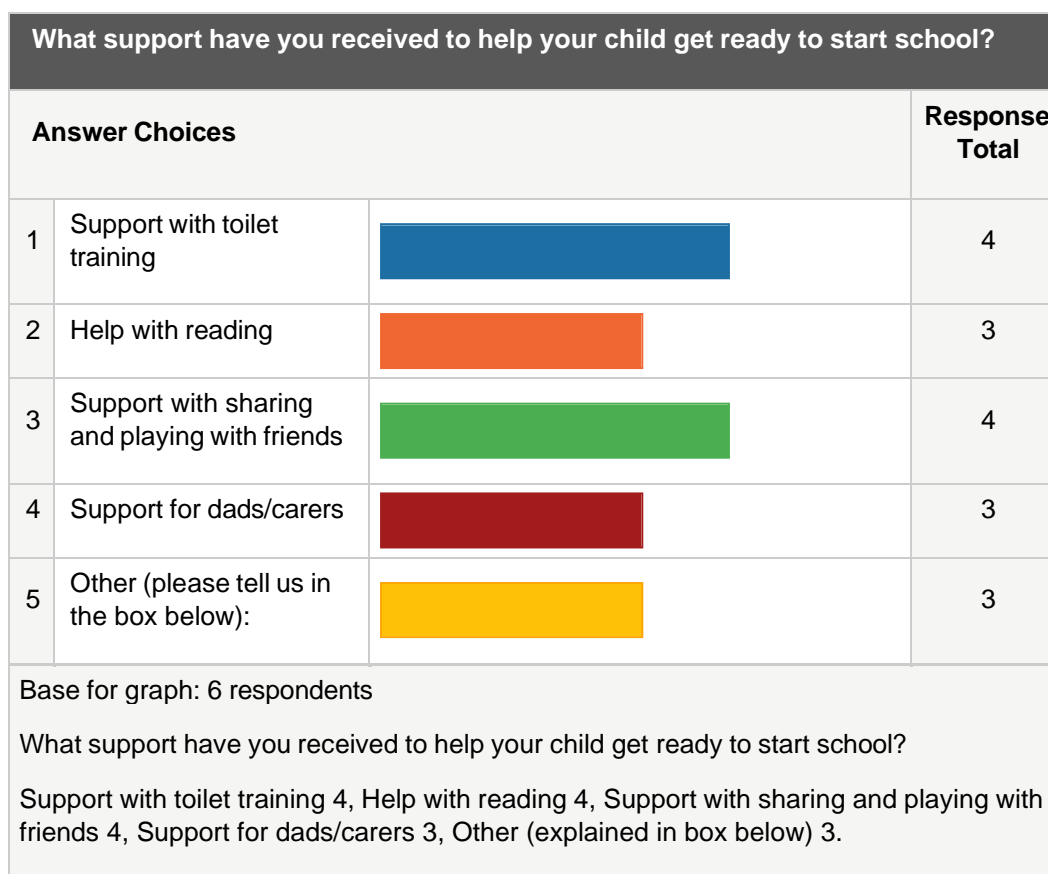 What support have you received to help your child get ready to start school?
Answer Choices
Response
Total
1
Support with toilet
training
4
2
Help with reading
3
3
Support with sharing
and playing with friends
4
4
Support for dads/carers
3
5
Other (please tell us in
the box below):
3
Base for graph: 6 respondents
What support have you received to help your child get ready to start school?
Support with toilet training 4, Help with reading 4, Support with sharing and playing with
friends 4, Support for dads/carers 3, Other (explained in box below) 3.